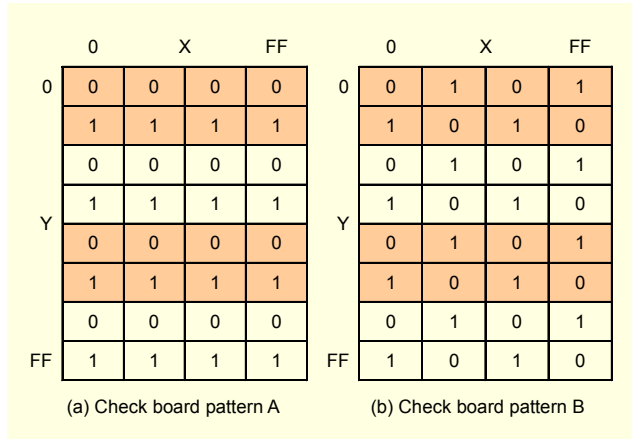 0 X FF 0 X FF
0 0 0 0 0 0 0 1 0 1
1 1 1 1 1 0 1 0
0 0 0 0 0 1 0 1
1 1 1 1 1 0 1 0
Y Y
0 0 0 0 0 1 0 1
1 1 1 1 1 0 1 0
0 0 0 0 0 1 0 1
FF 1 1 1 1 FF 1 0 1 0
(a) Check board pattern A (b) Check board pattern B